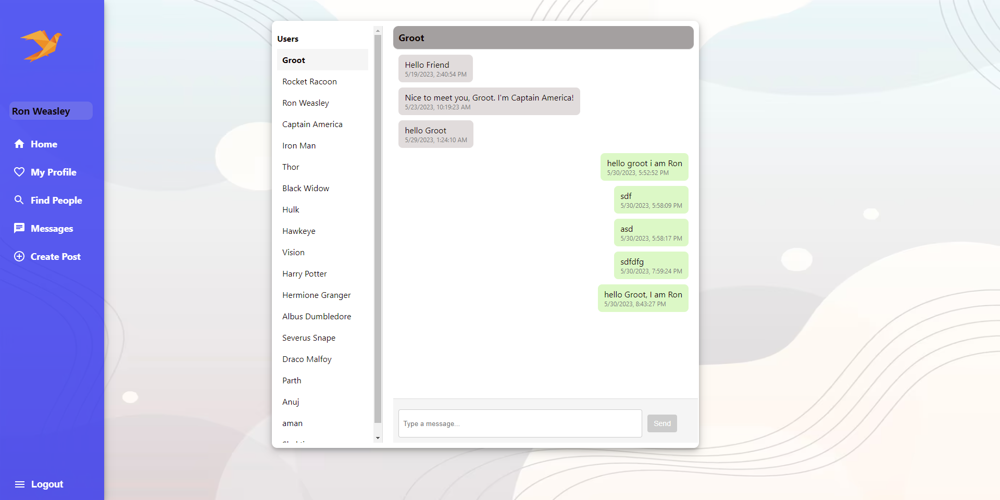 Ron Weasley
Home
My Profile
Find People
Messages
Create Post
Logout
Users
Groot
Rocket Racoon
Ron Weasley
Captain America
Iron Man
Thor
Black Widow
Hulk
Hawkeye
Vision
Harry Potter
Hermione Granger
Albus Dumbledore
Severus Snape
Draco Malfoy
Parth
Anuj
aman
Groot
Hello Friend
5/19/2023, 2:40:54 PM
Nice to meet you, Groot. I'm Captain America!
5/23/2023, 10:19:23 AM
hello Groot
5/29/2023, 1:24:10 AM
hello groot i am Ron
5/30/2023, 5:52:52 PM
sdf
5/30/2023, 5:58:09 PM
asd
5/30/2023, 5:58:17 PM
sdfdfg
5/30/2023, 7:59:24 PM
hello Groot, I am Ron
5/30/2023, 8:43:27 PM
Type a message...
Send